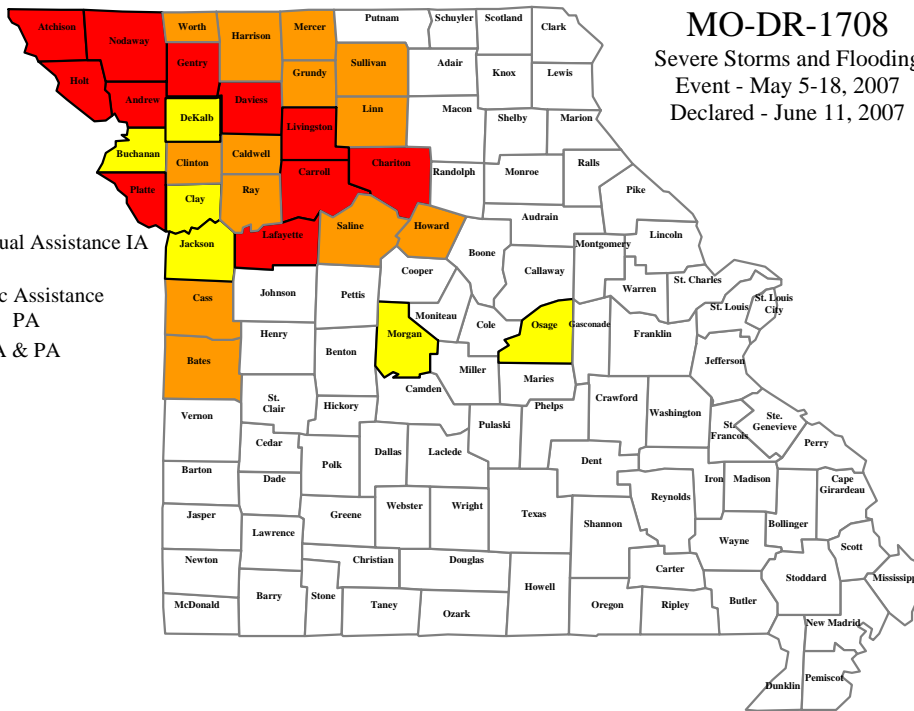 MO-DR-1708
Severe Storms and Flooding
Event - May 5-18, 2007
Declared - June 11, 2007
ual Assistance IA
c Assistance
PA
A & PA
Atchison
Nodaway
Worth
Harrison
Mercer
Putnam
Schuyler
Scotland
Clark
Holt
Gentry
Grundy
Sullivan
Adair
Knox
Lewis
Andrew
DeKalb
Daviess
Livingston
Linn
Macon
Shelby
Marion
Buchanan
Clinton
Caldwell
Chariton
Randolph
Monroe
Ralls
Platte
Clay
Ray
Carroll
Pike
Audrain
Jackson
Lafayette
Saline
Howard
Boone
Callaway
Montgomery
Lincoln
Warren
St. Charles
St. Louis
St. Louis
City
Cass
Johnson
Pettis
Cooper
Moniteau
Cole
Osage
Gasconade
Franklin
Jefferson
Bates
Henry
Benton
Morgan
Miller
Maries
Camden
Vernon
St.
Clair
Hickory
Pulaski
Phelps
Crawford
Washington
St.
Francois
Ste.
Genevieve
Perry
Cedar
Polk
Dallas
Laclede
Dent
Iron
Madison
Cape
Girardeau
Barton
Dade
Reynolds
Bollinger
Jasper
Lawrence
Greene
Webster
Wright
Texas
Shannon
Wayne
Scott
Newton
Christian
Douglas
Howell
Carter
Stoddard
Mississipp
McDonald
Barry
Stone
Taney
Ozark
Oregon
Ripley
Butler
New Madrid
Dunklin
Pemiscot